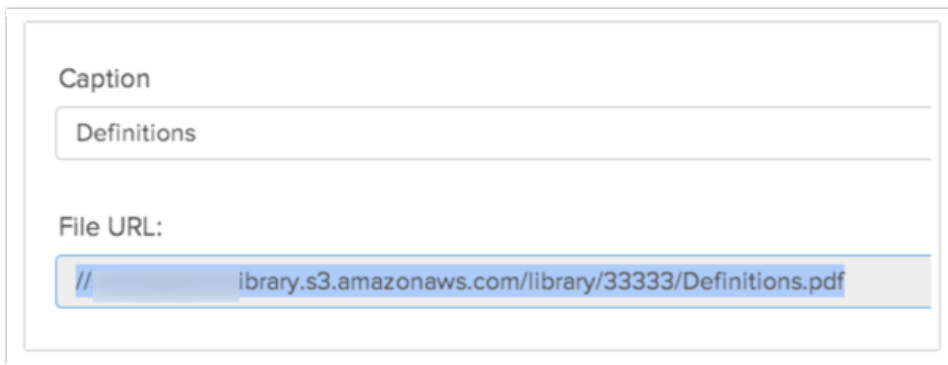 Caption
Definitions
File URL:
// ibrary.s3.amazonaws.com/library/33333/Definitions.pdf